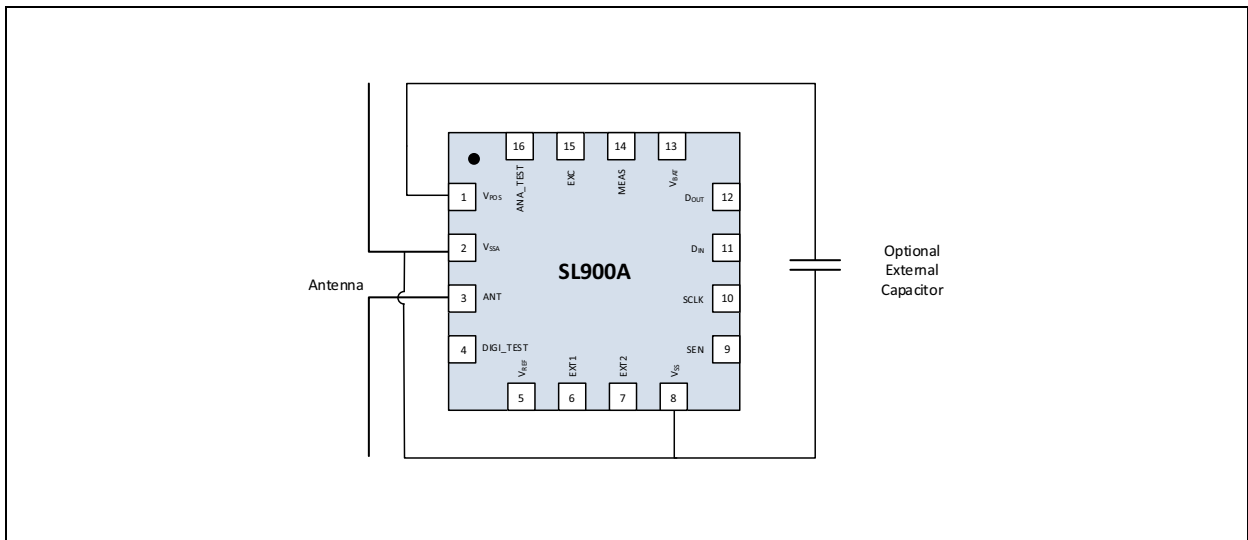 16
15
14
13
ANA_TEST
EXC
MEAS
VBAT
1
VPOS
DOUT
12
2
VSSA
DIN
11
SL900A
Optional
External
Capacitor
Antenna
3
ANT
SCLK
10
4
DIGI_TEST
SEN
9
VREF
EXT1
EXT2
VSS
5
6
7
8